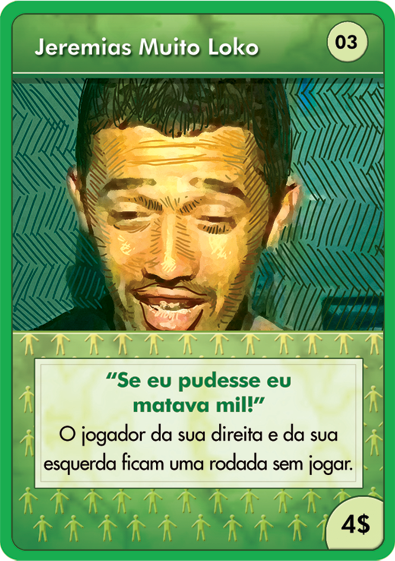 Jeremias Muito Loko
03
“Se eu pudesse eu
matava mil!”
O jogador da sua direita e da sua
esquerda ficam uma rodada sem jogar.
4$